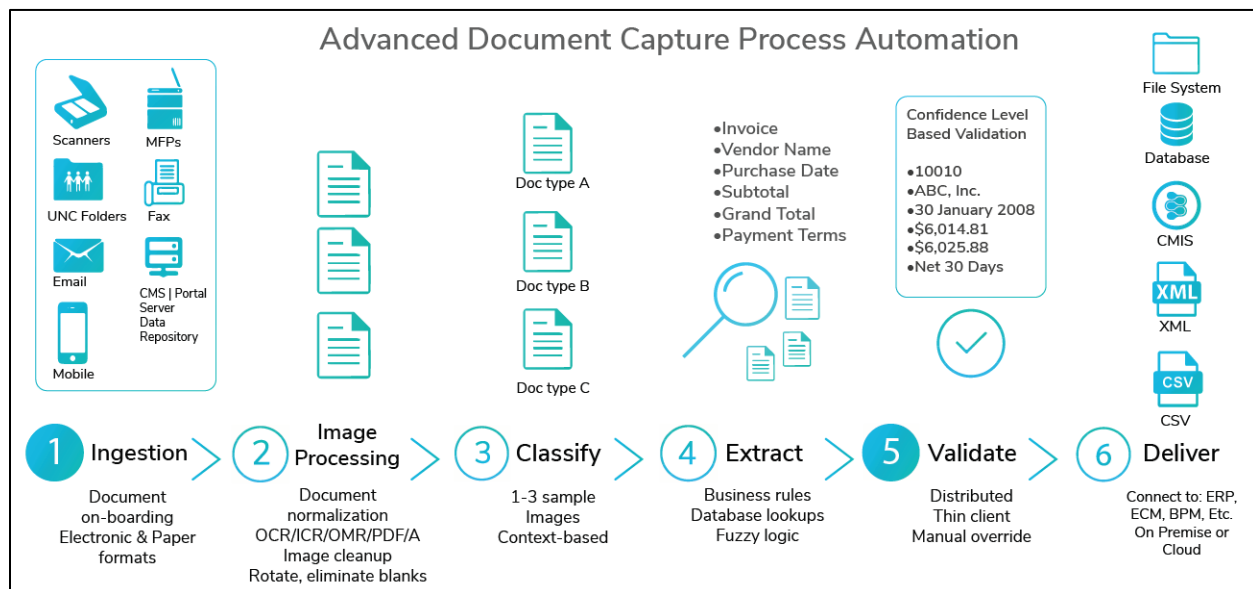 Advanced Document Capture Process Automation
Scanners
MFPs
UNC Folders
Fax
Email
CMS | Portal
Server
Data
Repository
Mobile
Doc type A
Doc type B
Doc type C
•Invoice
•Vendor Name
•Purchase Date
•Subtotal
•Grand Total
•Payment Terms
Confidence Level
Based Validation
•10010
•ABC, Inc.
•30 January 2008
•$6,014.81
•$6,025.88
•Net 30 Days
File System
Database
CMIS
XML
XML
CSV
CSV
1 Ingestion
Document
on-boarding
Electronic & Paper
formats
2 Image
Processing
Document
normalization
OCR/ICR/OMR/PDF/A
Image cleanup
Rotate, eliminate blanks
3 Classify
1-3 sample
Images
Context-based
4 Extract
Business rules
Database lookups
Fuzzy logic
5 Validate
Distributed
Thin client
Manual override
6 Deliver
Connect to: ERP,
ECM, BPM, Etc.
On Premise or
Cloud